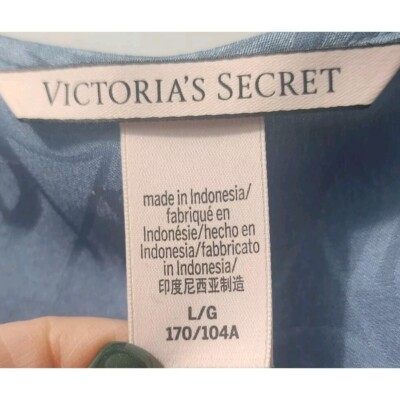 VICTORIA'S SECRET
made in Indonesia/
fabriqué en
Indonésie/hecho en
Indonesia/fabbricato
in Indonesia/
印度尼西亚制造
L/G
170/104A